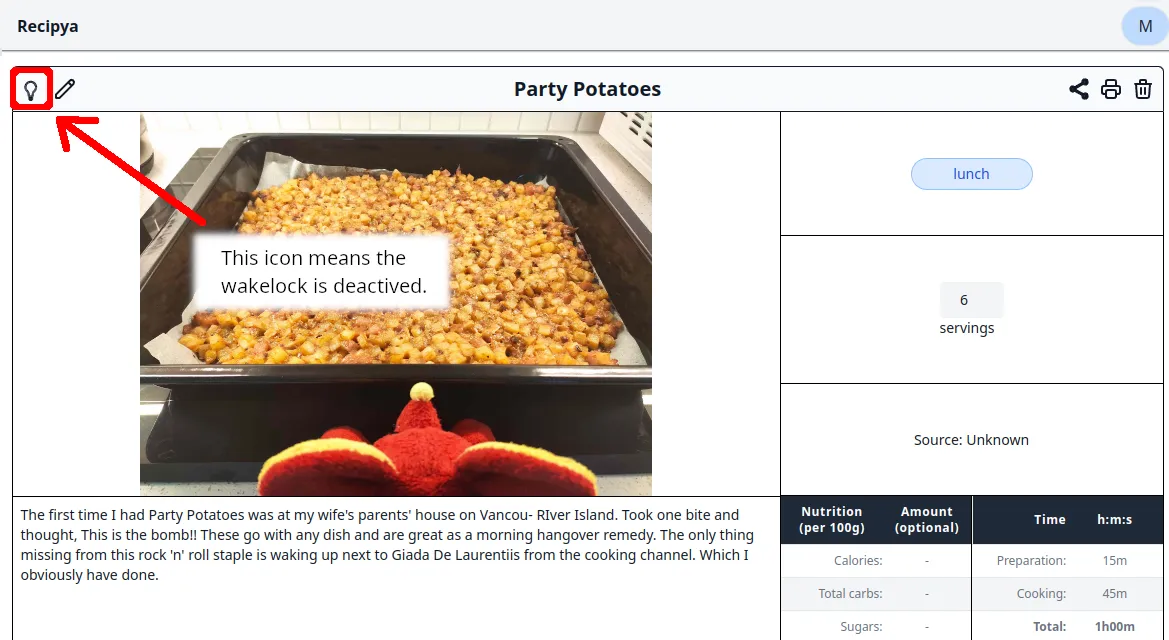 Recipya
M
Party Potatoes
This icon means the
wakelock is deactived.
lunch
6
servings
Source: Unknown
The first time I had Party Potatoes was at my wife's parents' house on Vancou- RIver Island. Took one bite and
thought, This is the bomb!! These go with any dish and are great as a morning hangover remedy. The only thing
missing from this rock 'n' roll staple is waking up next to Giada De Laurentiis from the cooking channel. Which I
obviously have done.
Nutrition Amount
(per 100g) (optional)
Calories: -
Total carbs: -
Sugars: -
Time h:m:s
Preparation: 15m
Cooking: 45m
Total: 1h00m